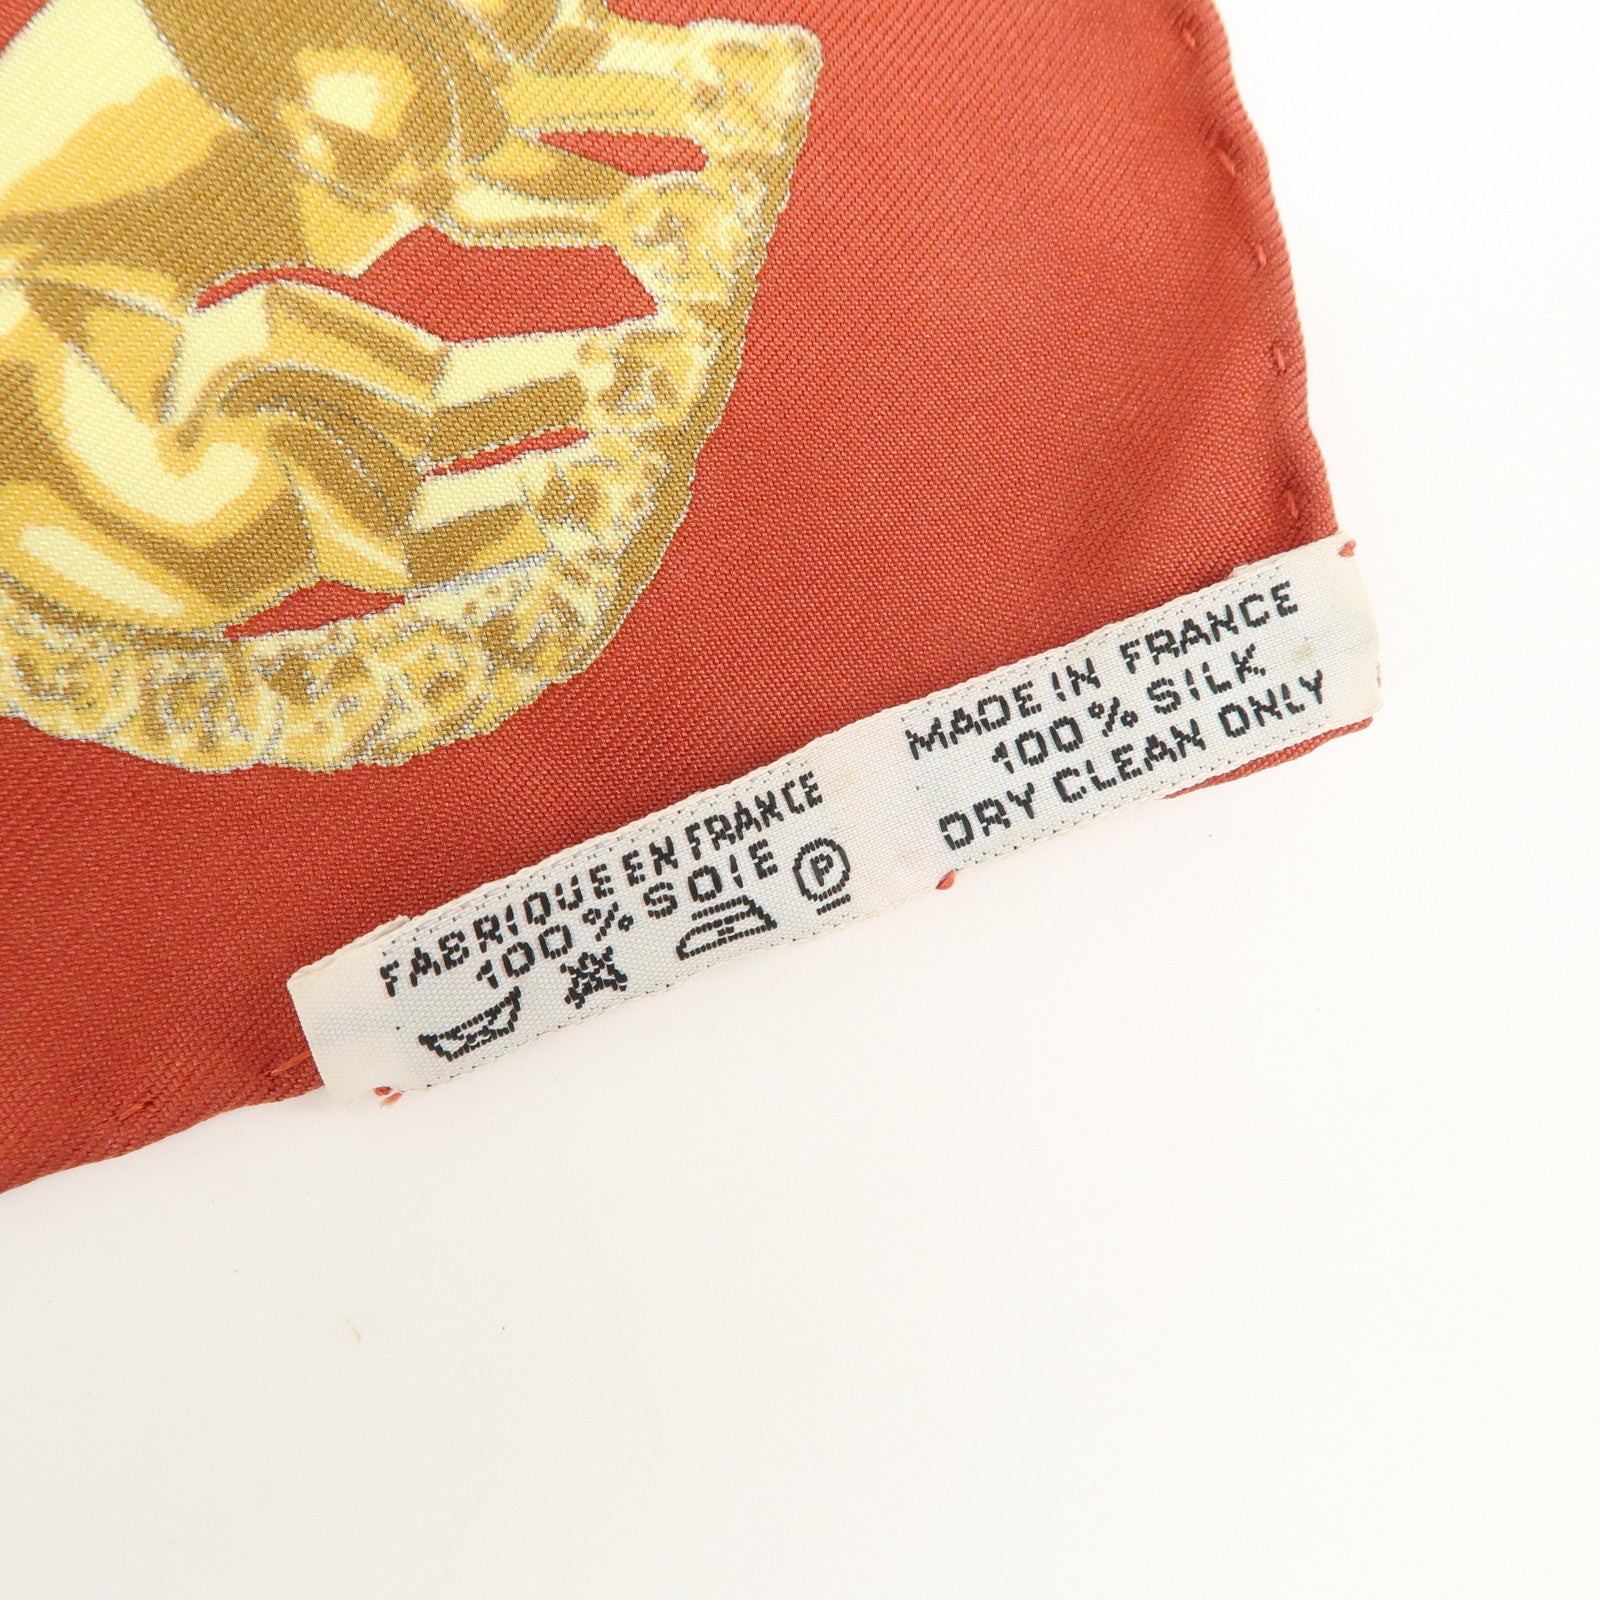 FABRIQUE EN FRANCE
100% SOIE
P
MADE IN FRANCE
100% SILK
DRY CLEAN ONLY